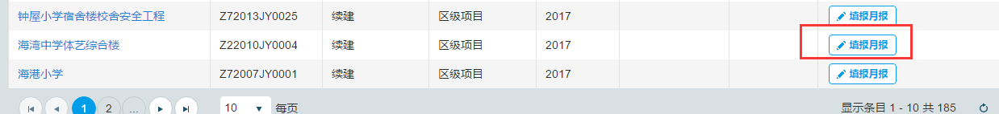 钟屋小学宿舍楼校舍安全工程 Z72013JY0025 续建 区级项目 2017 填报月报
海湾中学体艺综合楼 Z22010JY0004 续建 区级项目 2017 填报月报
海港小学 Z72007JY0001 续建 区级项目 2017 填报月报
1 2 ... 10 每页 显示条目 1 - 10 共 185